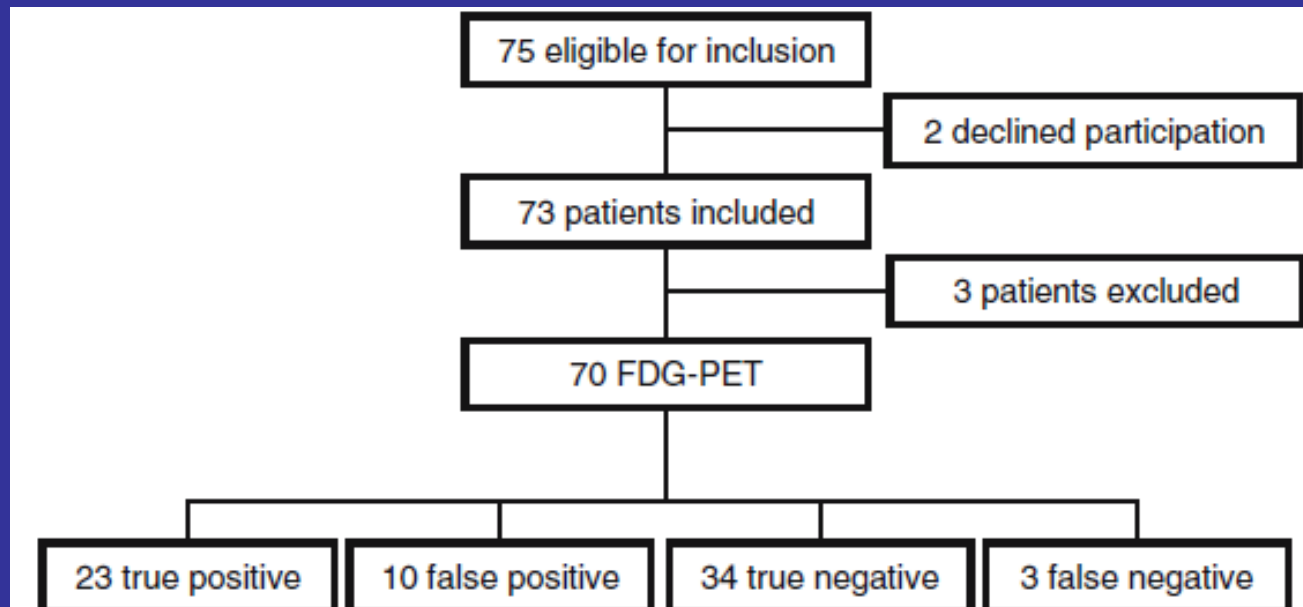 75 eligible for inclusion
2 declined participation
73 patients included
3 patients excluded
70 FDG-PET
23 true positive
10 false positive
34 true negative
3 false negative